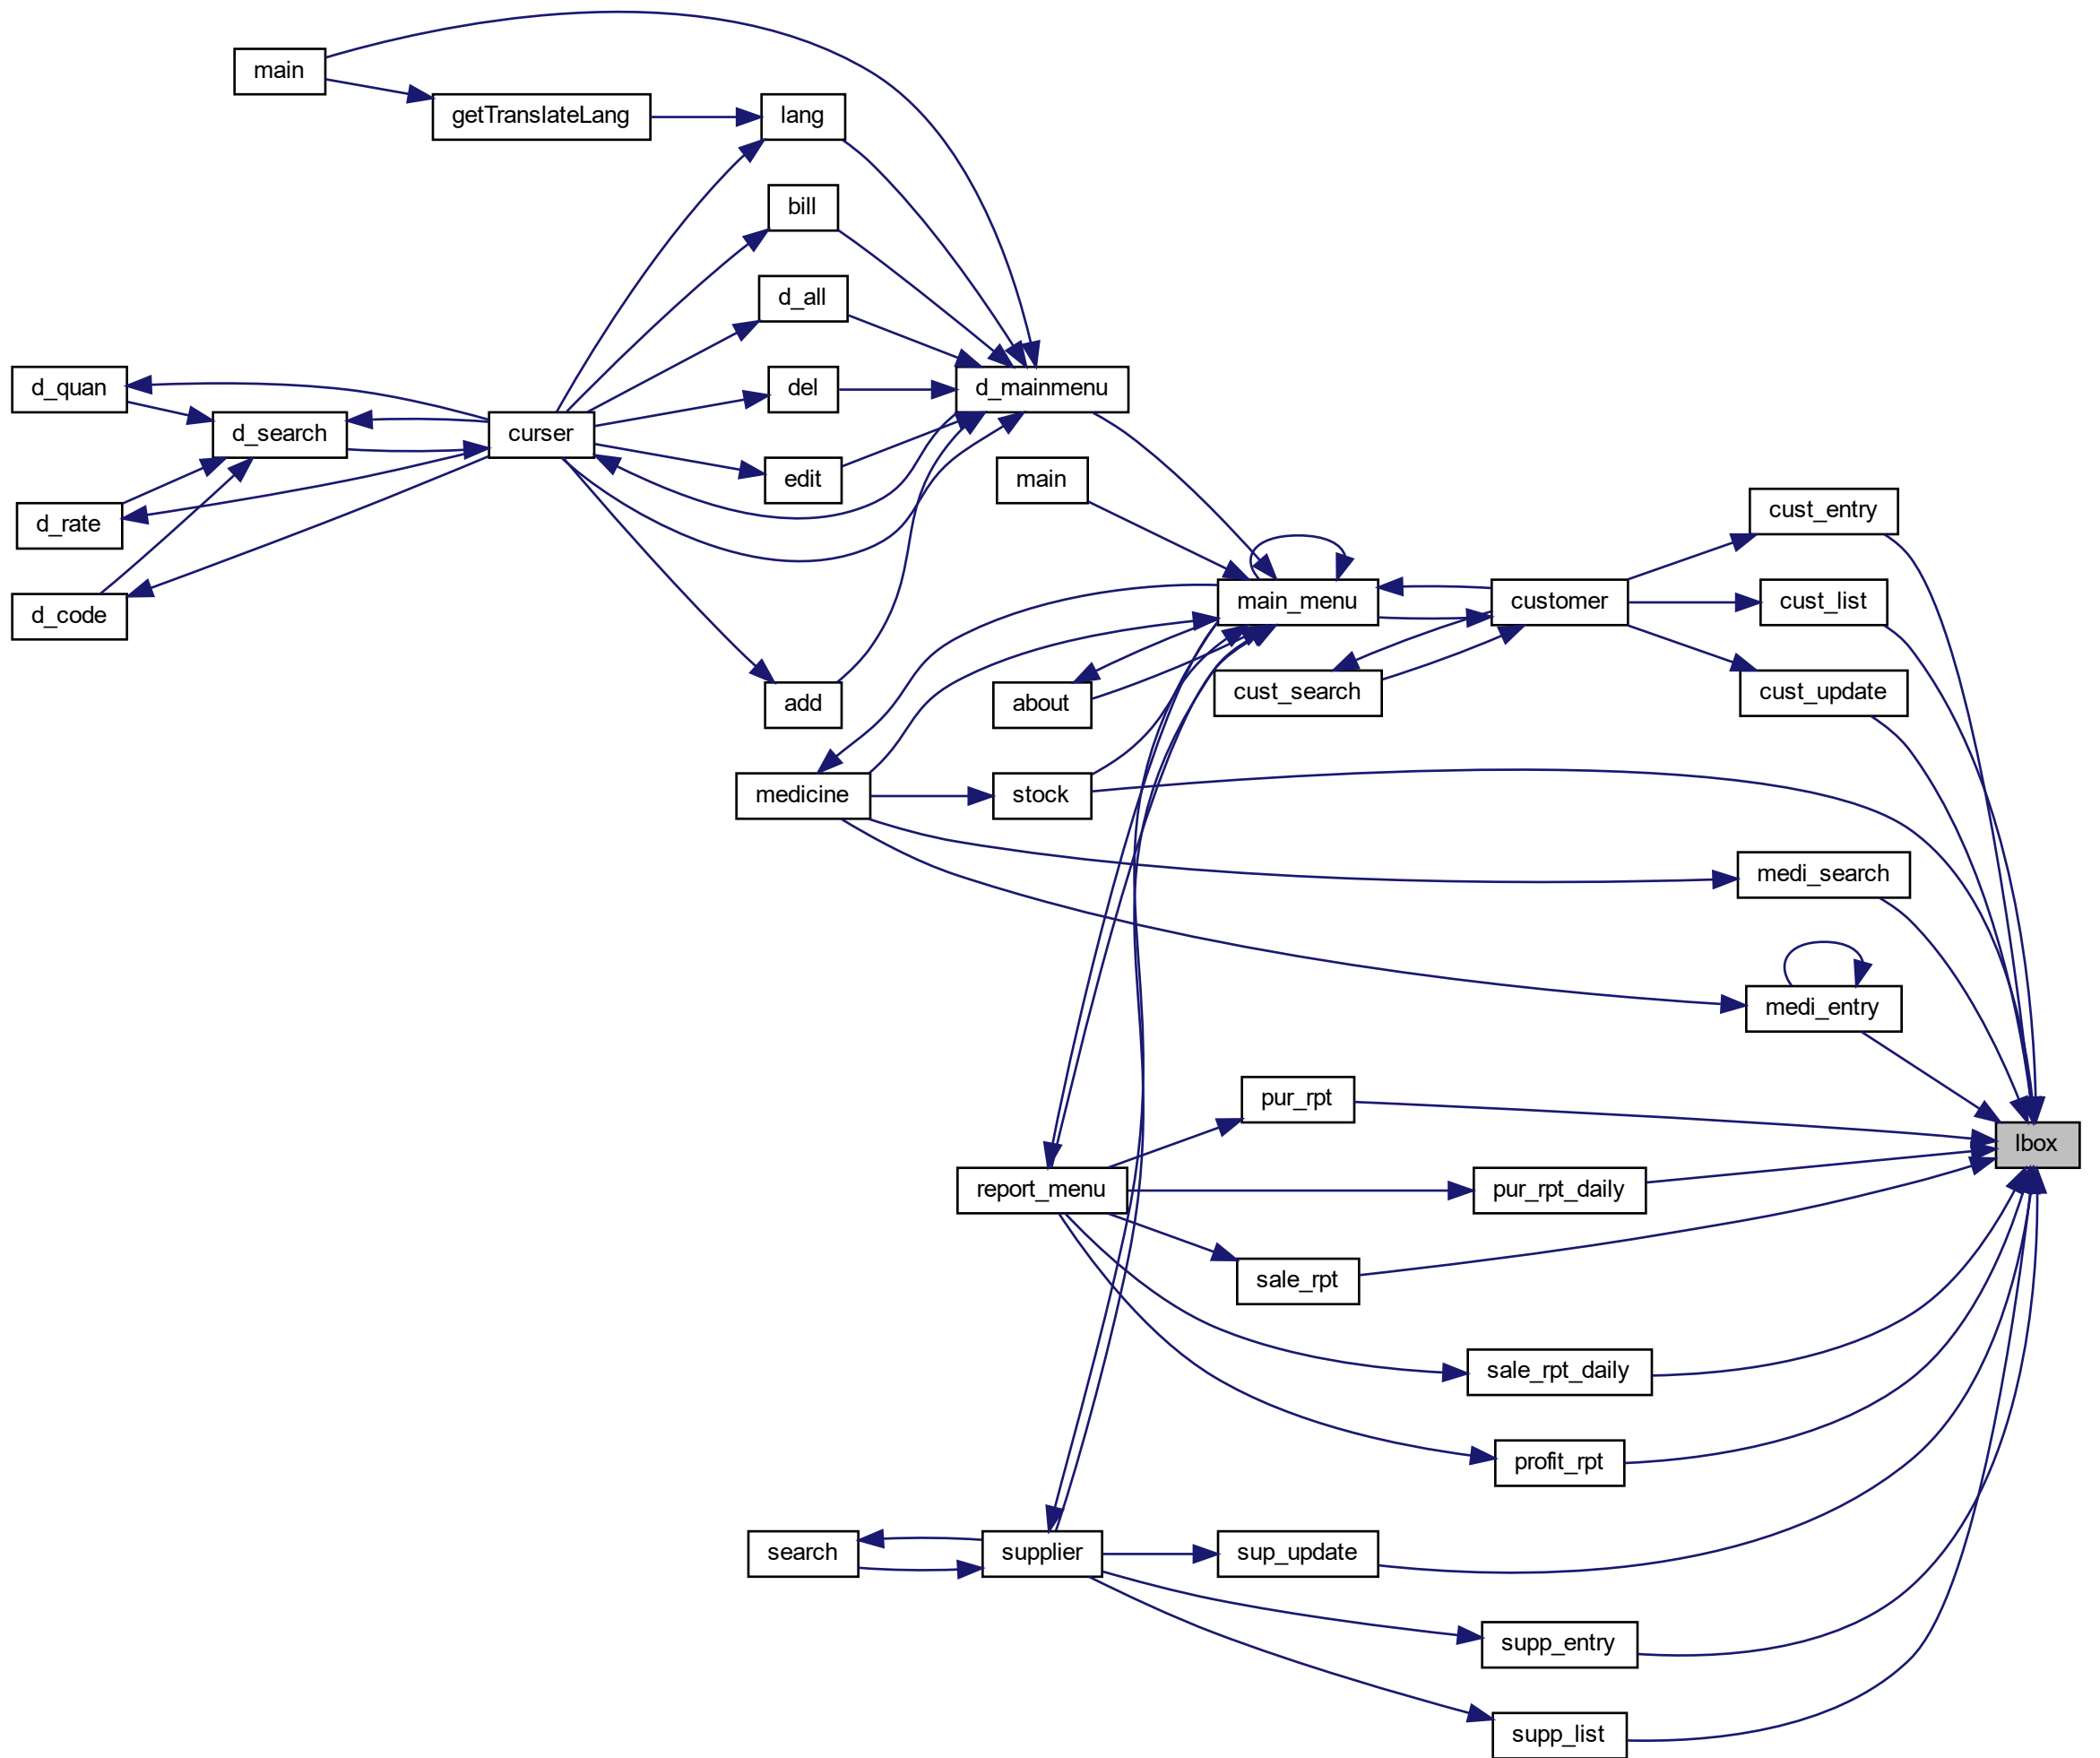 main
getTranslateLang
lang
bill
d_all
d_quan
del
d_mainmenu
d_search
curser
main
edit
cust_entry
d_rate
d_code
main_menu
customer
cust_list
add
about
cust_search
cust_update
medicine
stock
medi_search
medi_entry
pur_rpt
lbox
report_menu
pur_rpt_daily
sale_rpt
sale_rpt_daily
profit_rpt
search
supplier
sup_update
supp_entry
supp_list